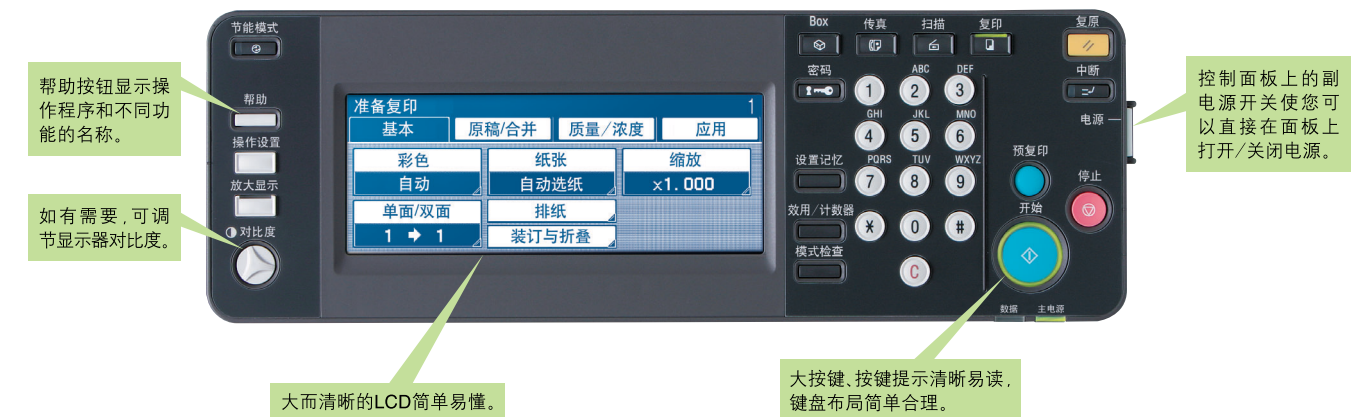 节能模式
帮助按钮显示操
作程序和不同功
能的名称。
帮助
操作设置
放大显示
如有需要,可调
节显示器对比度。
对比度
准备复印 1
基本 原稿/合并 质量/浓度 应用
彩色 纸张 缩放
自动 自动选纸 ×1.000
单面/双面 排纸
1 ➡ 1 装订与折叠
大而清晰的LCD简单易懂。
Box 传真 扫描 复印 复原
密码 ABC DEF 中断
1 2 3
GHI JKL MNO 电源
4 5 6
设置记忆 PQRS TUV WXYZ 预复印
7 8 9 停止
效用/计数器 开始
* 0 #
模式检查
C
数据 主电源
控制面板上的副
电源开关使您可
以直接在面板上
打开/关闭电源。
大按键、按键提示清晰易读,
键盘布局简单合理。